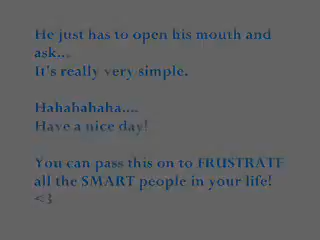 He just has to open his mouth and
ask...
It's really very simple.
Hahahahaha....
Have a nice day!
You can pass this on to FRUSTRATE
all the SMART people in your life!
<3